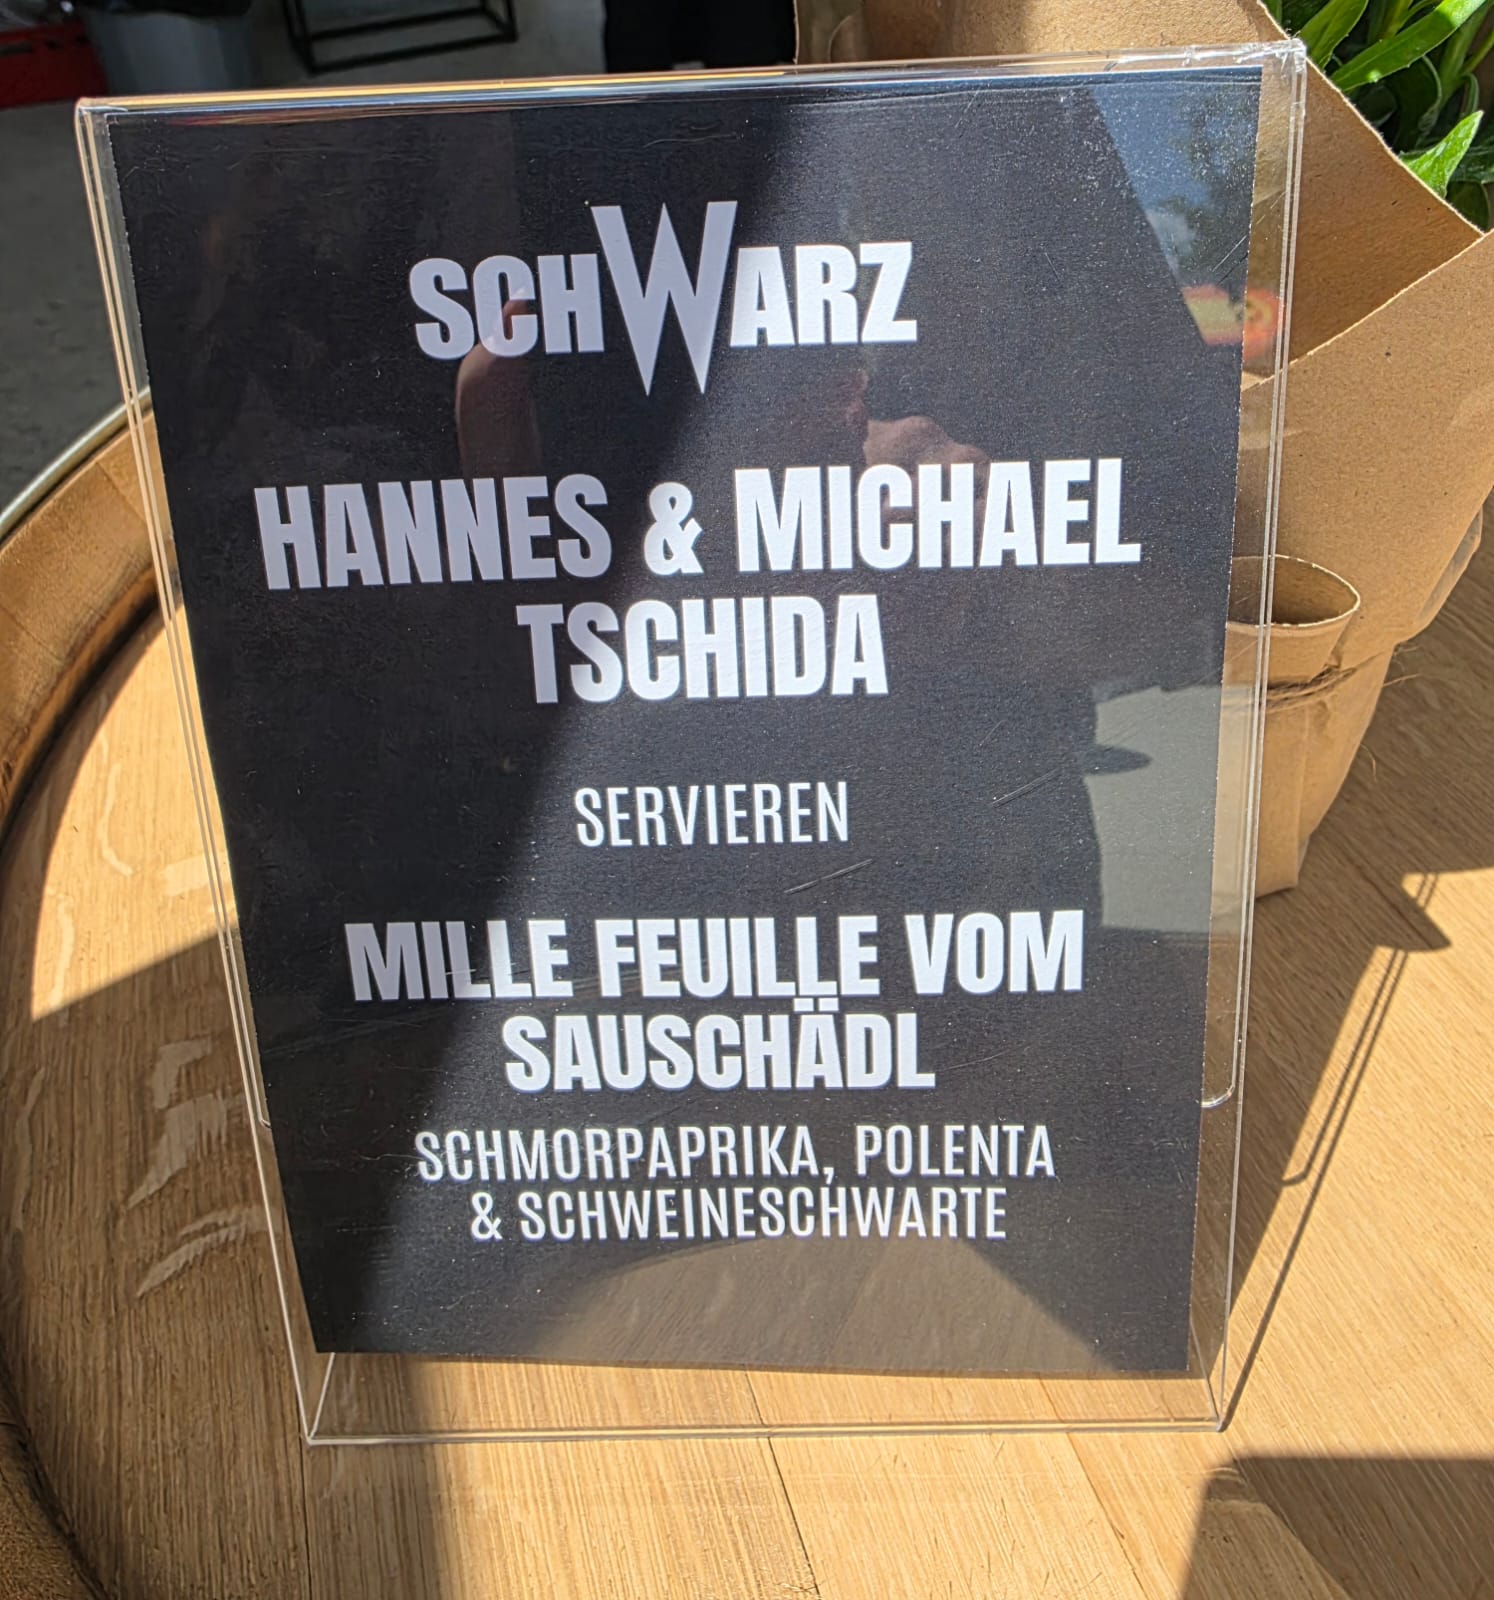 SCHWARZ
HANNES & MICHAEL
TSCHIDA
SERVIEREN
MILLE FEUILLE VOM
SAUSCHÄDL
SCHMORPAPRIKA, POLENTA
& SCHWEINESCHWARTE